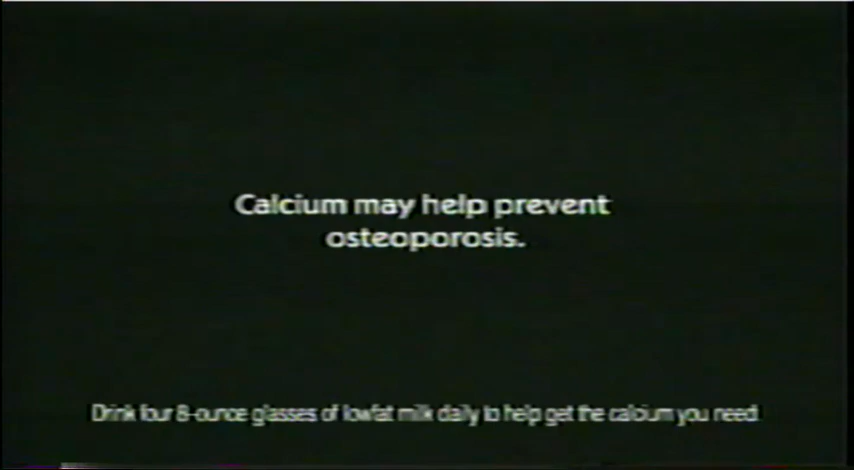 Calcium may help prevent
osteoporosis.
Drink four 8-ounce glasses of lowfat milk daily to help get the calcium you need.